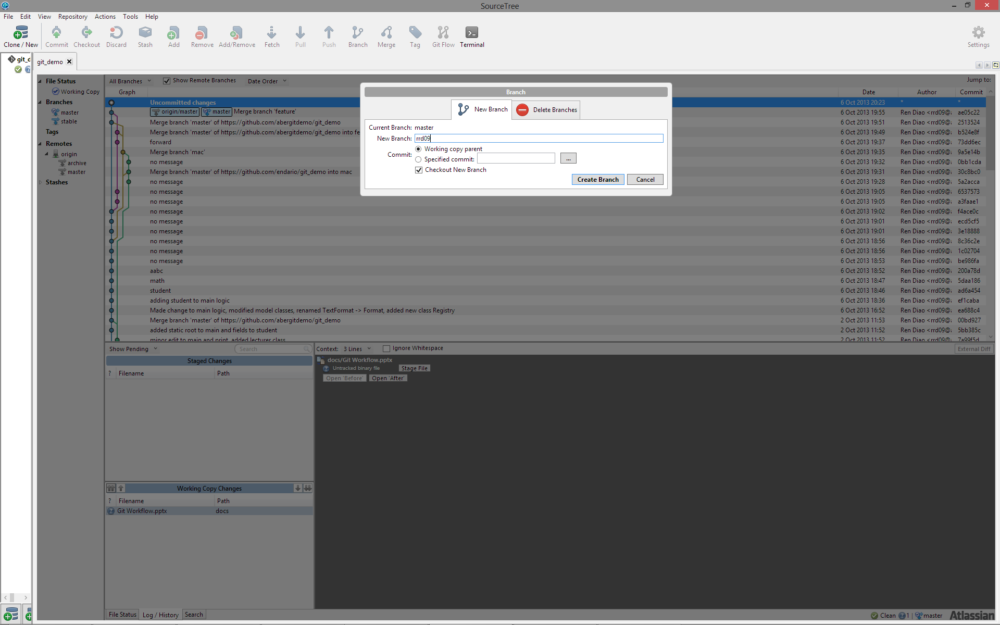 SourceTree
File Edit View Repository Actions Tools Help
Clone / New Commit Checkout Discard Stash Add Remove Add/Remove Fetch Pull Push Branch Merge Tag Git Flow Terminal Settings
git_d
git_demo
File Status
Working Copy
Branches
master
stable
Tags
Remotes
origin
archive
master
Stashes
All Branches Show Remote Branches Date Order Jump to:
Graph Date Author Commit
Uncommitted changes 6 Oct 2013 20:23 * *
origin/master master Merge branch 'feature' 6 Oct 2013 19:55 Ren Diao <rrd09@a ae05c22
Merge branch 'master' of https://github.com/abergitdemo/git_demo 6 Oct 2013 19:51 Ren Diao <rrd09@a 2513524
Merge branch 'master' of https://github.com/abergitdemo/git_demo into fe 6 Oct 2013 19:49 Ren Diao <rrd09@a b524e8f
forward 6 Oct 2013 19:37 Ren Diao <rrd09@a 73dd6ec
Merge branch 'mac' 6 Oct 2013 19:35 Ren Diao <rrd09@a 9a5e14b
no message 6 Oct 2013 19:32 Ren Diao <rrd09@a 0bb1cda
Merge branch 'master' of https://github.com/endario/git_demo into mac 6 Oct 2013 19:31 Ren Diao <rrd09@a 30c8bc0
no message 6 Oct 2013 19:28 Ren Diao <rrd09@a 5a2acca
no message 6 Oct 2013 19:05 Ren Diao <rrd09@a 6537573
no message 6 Oct 2013 19:05 Ren Diao <rrd09@a a3faae1
no message 6 Oct 2013 19:02 Ren Diao <rrd09@a f4ace0c
no message 6 Oct 2013 19:01 Ren Diao <rrd09@a ecd5cf5
no message 6 Oct 2013 19:01 Ren Diao <rrd09@a 3e18888
no message 6 Oct 2013 18:56 Ren Diao <rrd09@a 8c36c2e
no message 6 Oct 2013 18:56 Ren Diao <rrd09@a 1c02704
no message 6 Oct 2013 18:53 Ren Diao <rrd09@a be986fa
aabc 6 Oct 2013 18:52 Ren Diao <rrd09@a 200a78d
math 6 Oct 2013 18:47 Ren Diao <rrd09@a 5daa186
student 6 Oct 2013 18:46 Ren Diao <rrd09@a ad6a454
adding student to main logic 6 Oct 2013 18:36 Ren Diao <rrd09@a ef1caba
Made change to main logic, modified model classes, renamed TextFormat -> Format, added new class Registry 6 Oct 2013 16:52 Ren Diao <rrd09@a ea688c4
Merge branch 'master' of https://github.com/abergitdemo/git_demo 2 Oct 2013 11:53 Ren Diao <rrd09@a 00bd927
added static root to main and fields to student 2 Oct 2013 11:52 Ren Diao <rrd09@a 5bb385c
minor edit to main and print, added lecturer class 2 Oct 2013 11:52 Ren Diao <rrd09@a 7a99f5d
Branch
New Branch Delete Branches
Current Branch: master
New Branch: rrd09
Commit: Working copy parent
Specified commit: ...
Checkout New Branch
Create Branch Cancel
Show Pending Search
Staged Changes
? Filename Path
Working Copy Changes
? Filename Path
Git Workflow.pptx docs
Context: 3 Lines Ignore Whitespace External Diff
docs/Git Workflow.pptx
Untracked binary file Stage File
Open 'Before' Open 'After'
File Status Log / History Search
Clean 1 master Atlassian